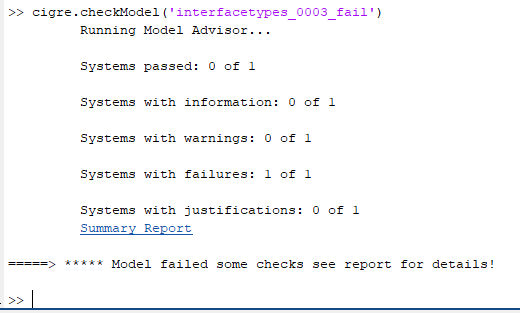 >> cigre.checkModel('interfacetypes_0003_fail')
Running Model Advisor...
Systems passed: 0 of 1
Systems with information: 0 of 1
Systems with warnings: 0 of 1
Systems with failures: 1 of 1
Systems with justifications: 0 of 1
Summary Report
=====> ***** Model failed some checks see report for details!
>>